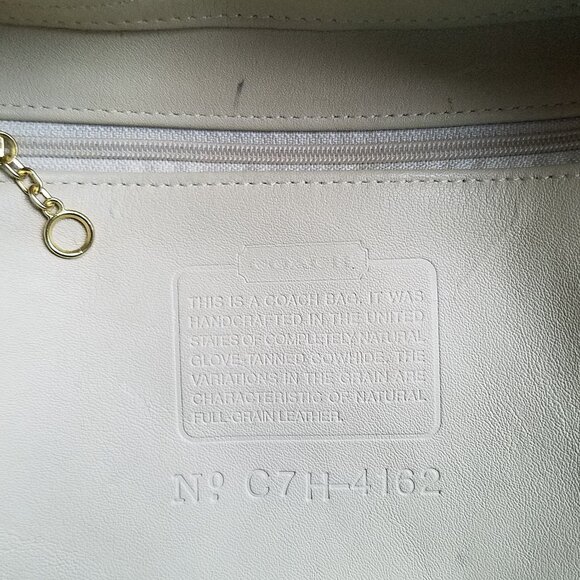 COACH
THIS IS A COACH BAG. IT WAS
HANDCRAFTED IN THE UNITED
STATES OF COMPLETELY NATURAL
GLOVE-TANNED COWHIDE. THE
VARIATIONS IN THE GRAIN ARE
CHARACTERISTIC OF NATURAL
FULL-GRAIN LEATHER.
Nº C7H-4162